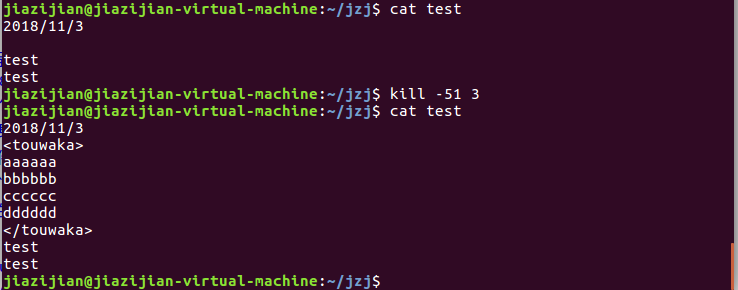 jiazijian@jiazijian-virtual-machine:~/jzj$ cat test
2018/11/3
test
test
jiazijian@jiazijian-virtual-machine:~/jzj$ kill -51 3
jiazijian@jiazijian-virtual-machine:~/jzj$ cat test
2018/11/3
<touwaka>
aaaaaa
bbbbbb
cccccc
dddddd
</touwaka>
test
test
jiazijian@jiazijian-virtual-machine:~/jzj$